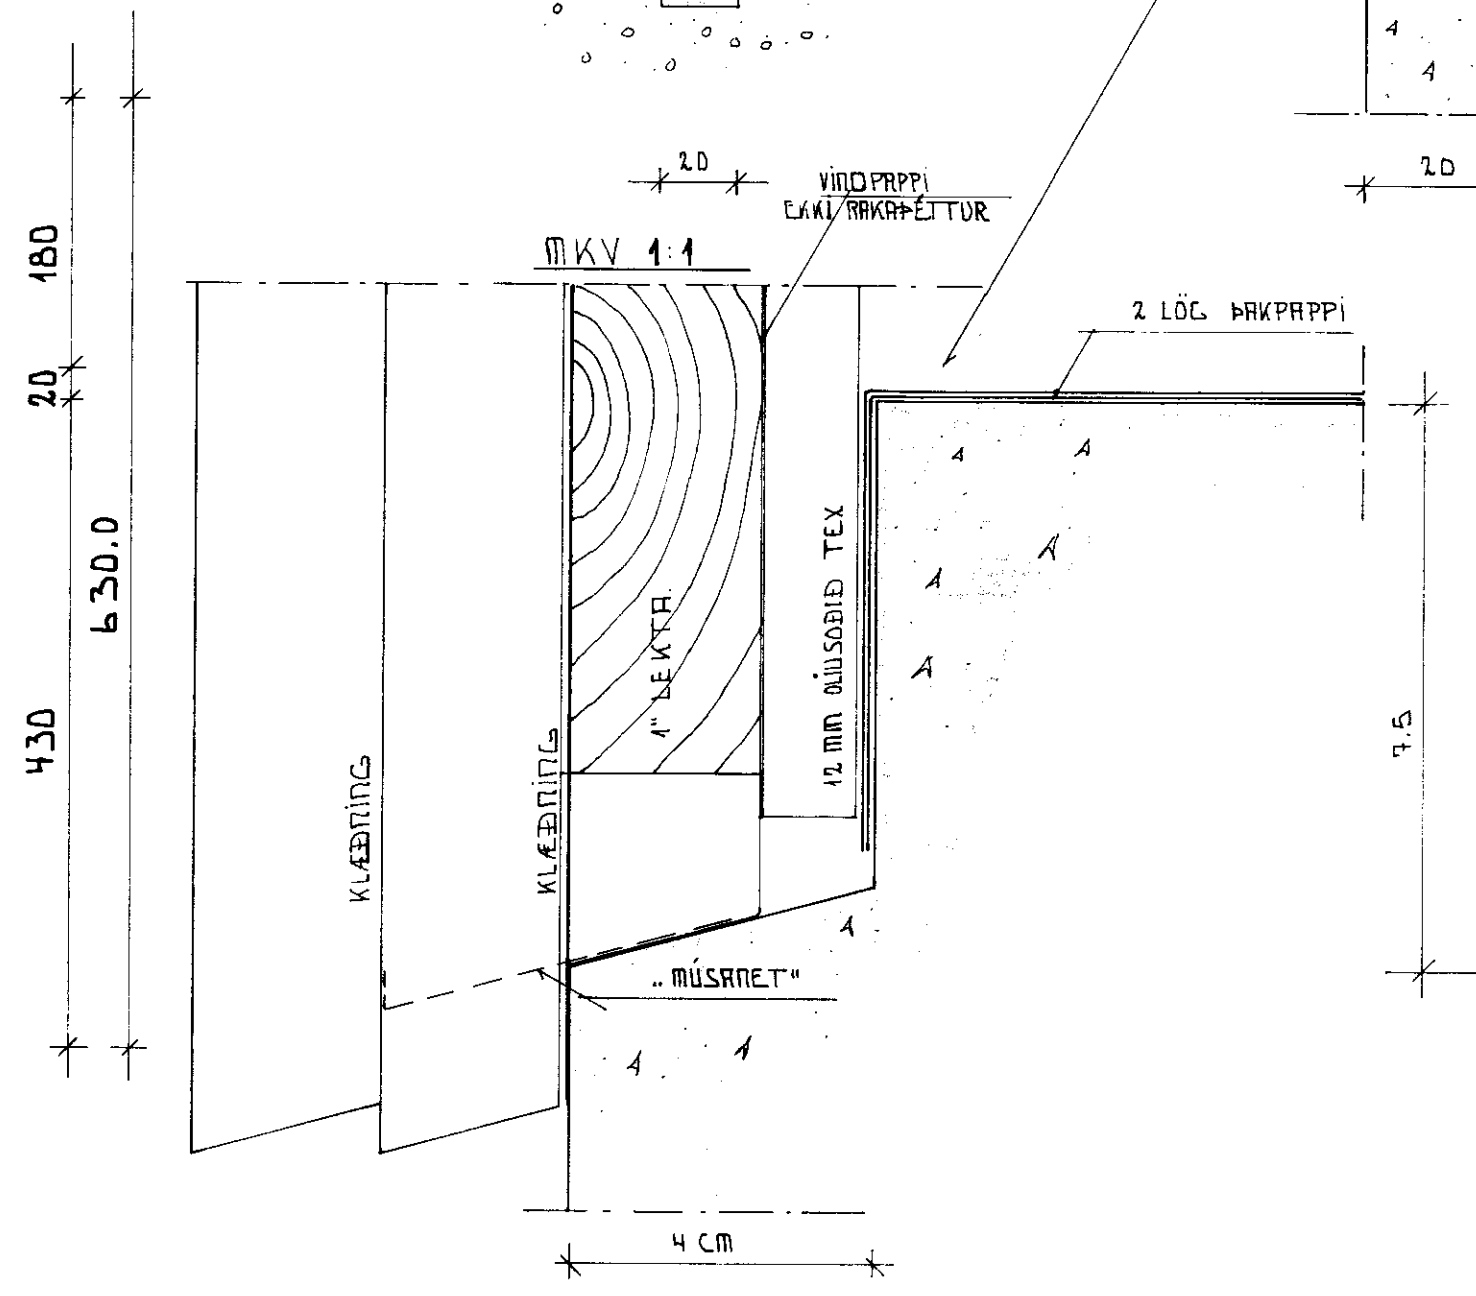 20
VINDPAPPI
EKKI RAKAÞÉTTUR
20
MKV 1:1
180
2 LÖG ÞAKPAPPI
20
630.0
12 mm OLÍUSOÐIÐ TEX
1" LEKTA
430
7.5
KLÆÐNING
KLÆÐNING
„MÚSANET"
4 CM